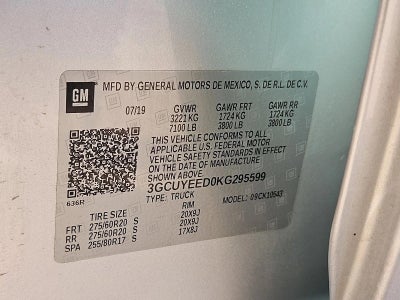 GM
MFD BY GENERAL MOTORS DE MEXICO, S. DE R.L. DE C.V.
07/19 GVWR GAWR FRT GAWR RR
3221 KG 1724 KG 1724 KG
7100 LB 3800 LB 3800 LB
THIS VEHICLE CONFORMS TO ALL
APPLICABLE U.S. FEDERAL MOTOR
VEHICLE SAFETY STANDARDS IN EFFECT
ON THE DATE OF MANUFACTURE
SHOWN ABOVE
3GCUYEED0KG295599
636R TYPE: TRUCK MODEL: 09CK10543
TIRE SIZE RIM
FRT 275/60R20 S 20X9J
RR 275/60R20 S 20X9J
255/80R17 S 17X8J